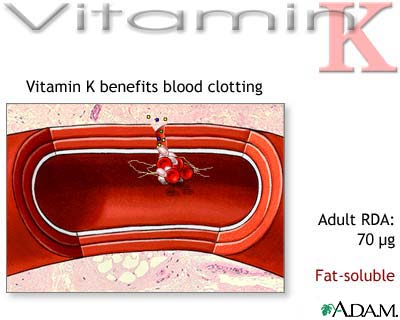 Vitamin K
Vitamin K benefits blood clotting
Adult RDA:
70 µg
Fat-soluble
A.D.A.M.